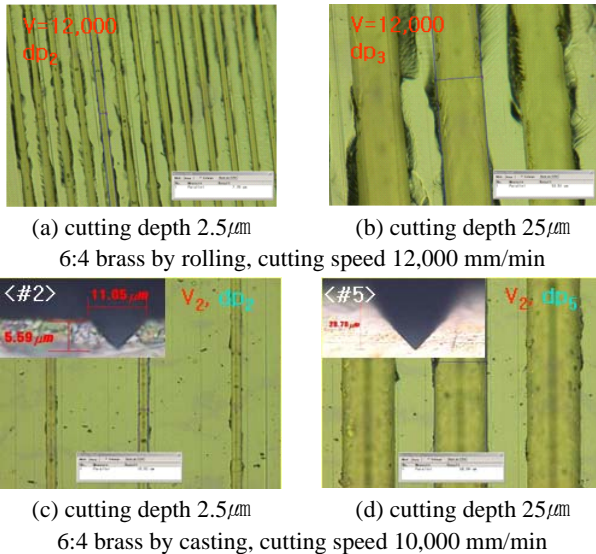 V=12,000
dp2
V=12,000
dp3
(a) cutting depth 2.5㎛
(b) cutting depth 25㎛
6:4 brass by rolling, cutting speed 12,000 mm/min
<#2>
11.05㎛
5.59㎛
V2, dp2
<#5>
V2, dp5
(c) cutting depth 2.5㎛
(d) cutting depth 25㎛
6:4 brass by casting, cutting speed 10,000 mm/min